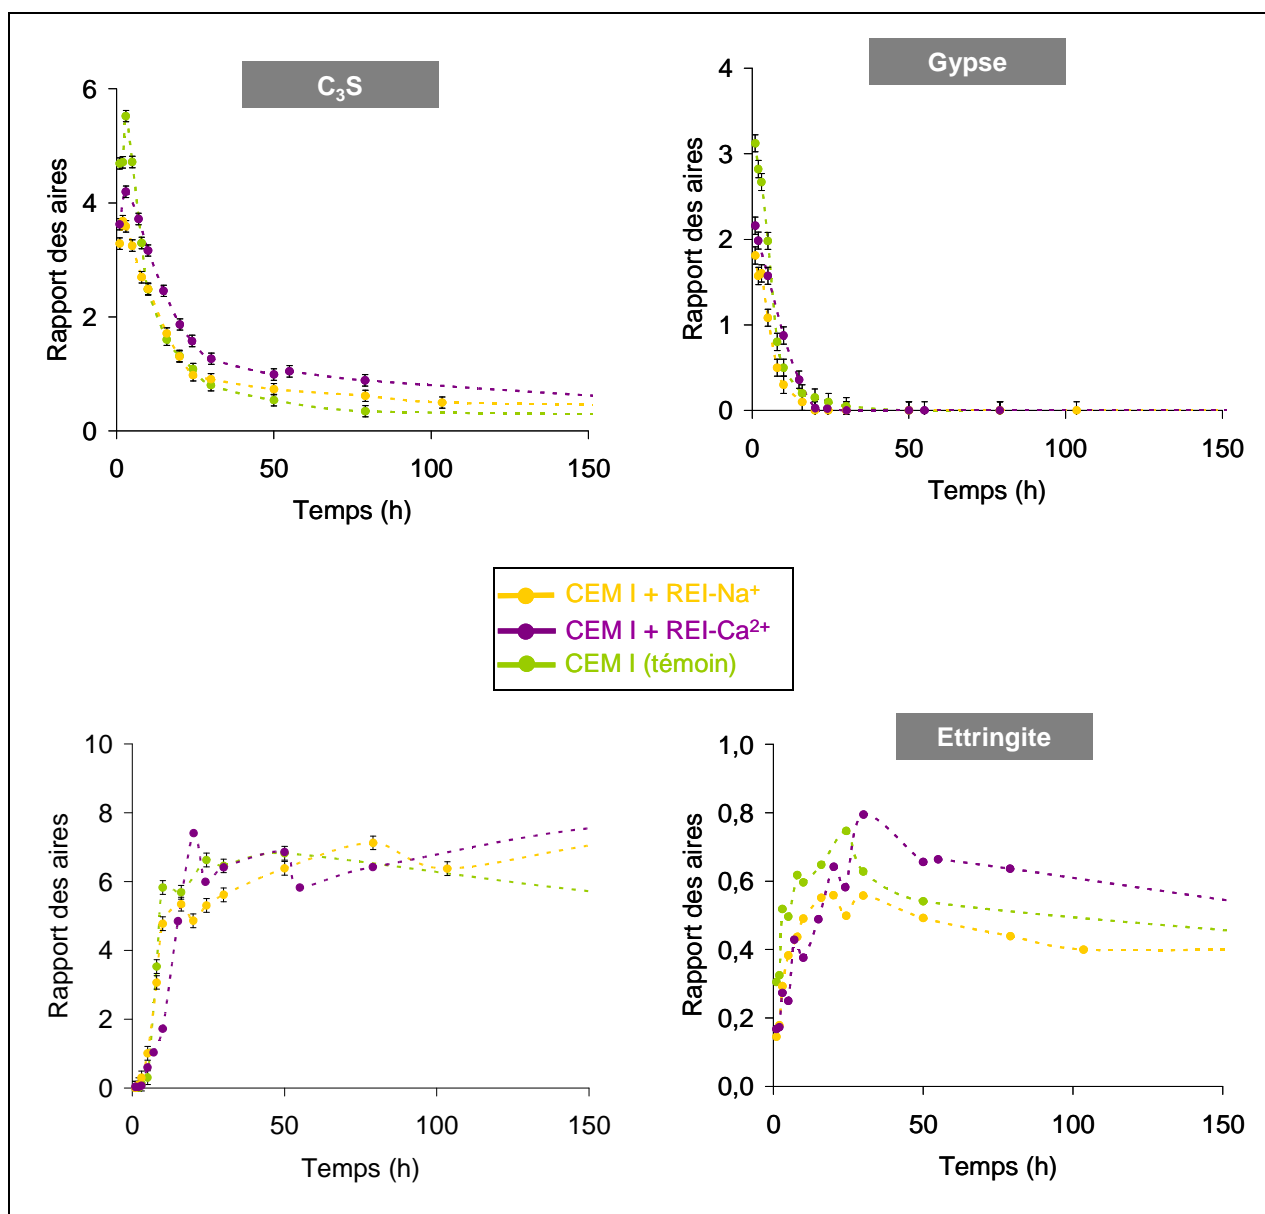 C₃S
Rapport des aires
6
4
2
0
0 50 100 150
Temps (h)
Gypse
Rapport des aires
4
3
2
1
0
0 50 100 150
Temps (h)
CEM I + REI-Na⁺
CEM I + REI-Ca²⁺
CEM I (témoin)
Rapport des aires
10
8
6
4
2
0
0 50 100 150
Temps (h)
Ettringite
Rapport des aires
1,0
0,8
0,6
0,4
0,2
0,0
0 50 100 150
Temps (h)